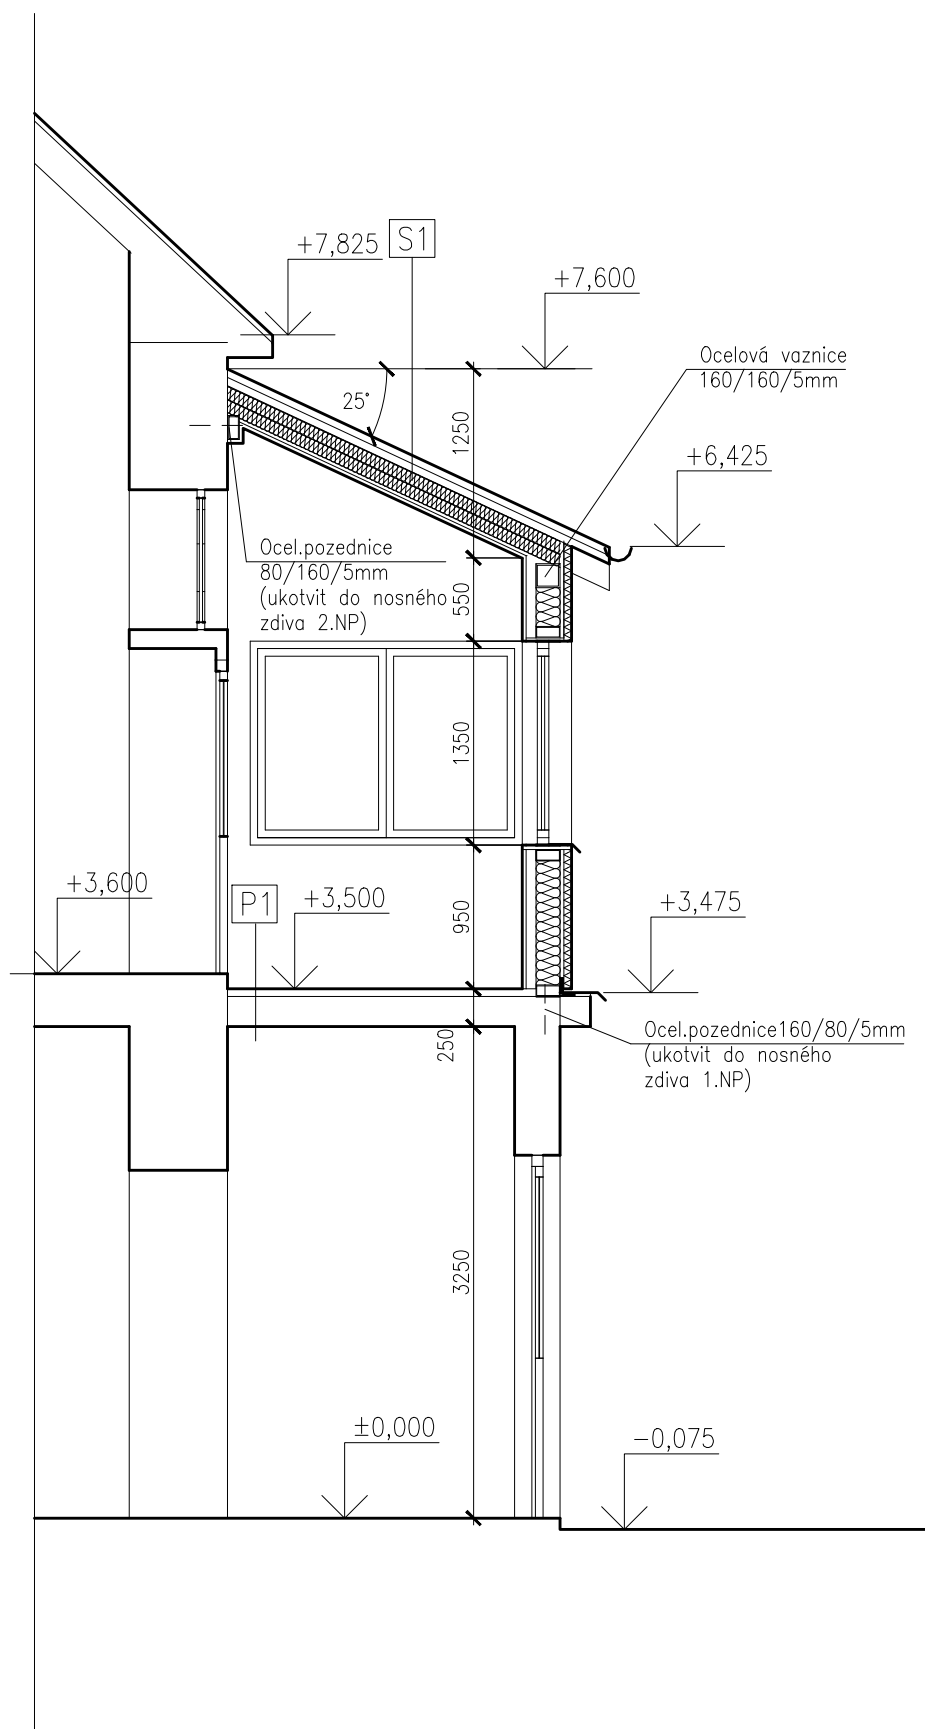 +7,825
S1
+7,600
Ocelová vaznice
160/160/5mm
25°
1250
+6,425
Ocel.pozednice
80/160/5mm
(ukotvit do nosného
zdiva 2.NP)
550
1350
+3,600
P1
+3,500
950
+3,475
250
Ocel.pozednice160/80/5mm
(ukotvit do nosného
zdiva 1.NP)
3250
±0,000
−0,075